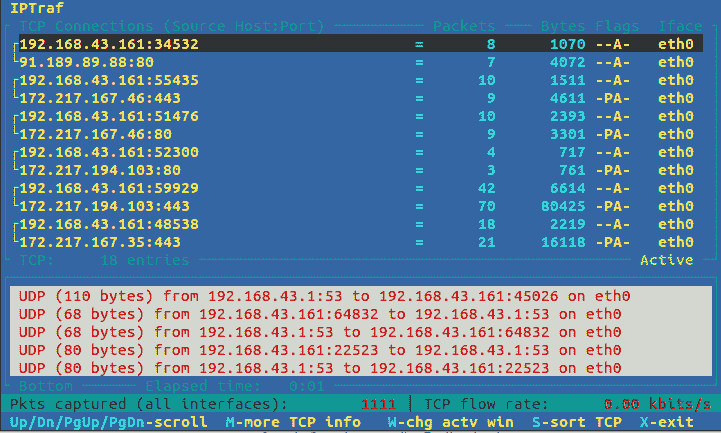 IPTraf
TCP Connections (Source Host:Port) Packets Bytes Flags Iface
192.168.43.161:34532 = 8 1070 --A- eth0
91.189.89.88:80 = 7 4072 --A- eth0
192.168.43.161:55435 = 10 1511 --A- eth0
172.217.167.46:443 = 9 4611 -PA- eth0
192.168.43.161:51476 = 10 2393 --A- eth0
172.217.167.46:80 = 9 3301 -PA- eth0
192.168.43.161:52300 = 4 717 --A- eth0
172.217.194.103:80 = 3 761 -PA- eth0
192.168.43.161:59929 = 42 6614 --A- eth0
172.217.194.103:443 = 70 80425 -PA- eth0
192.168.43.161:48538 = 18 2219 --A- eth0
172.217.167.35:443 = 21 16118 -PA- eth0
TCP: 18 entries Active
UDP (110 bytes) from 192.168.43.1:53 to 192.168.43.161:45026 on eth0
UDP (68 bytes) from 192.168.43.161:64832 to 192.168.43.1:53 on eth0
UDP (68 bytes) from 192.168.43.1:53 to 192.168.43.161:64832 on eth0
UDP (80 bytes) from 192.168.43.161:22523 to 192.168.43.1:53 on eth0
UDP (80 bytes) from 192.168.43.1:53 to 192.168.43.161:22523 on eth0
Bottom Elapsed time: 0:01
Pkts captured (all interfaces): 1111 | TCP flow rate: 0.00 kbits/s
Up/Dn/PgUp/PgDn-scroll M-more TCP info W-chg actv win S-sort TCP X-exit